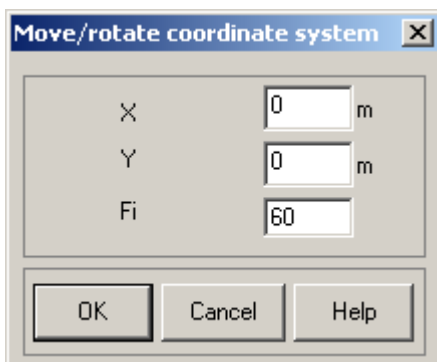 Move/rotate coordinate system
X 0 m
Y 0 m
Fi 60
OK Cancel Help